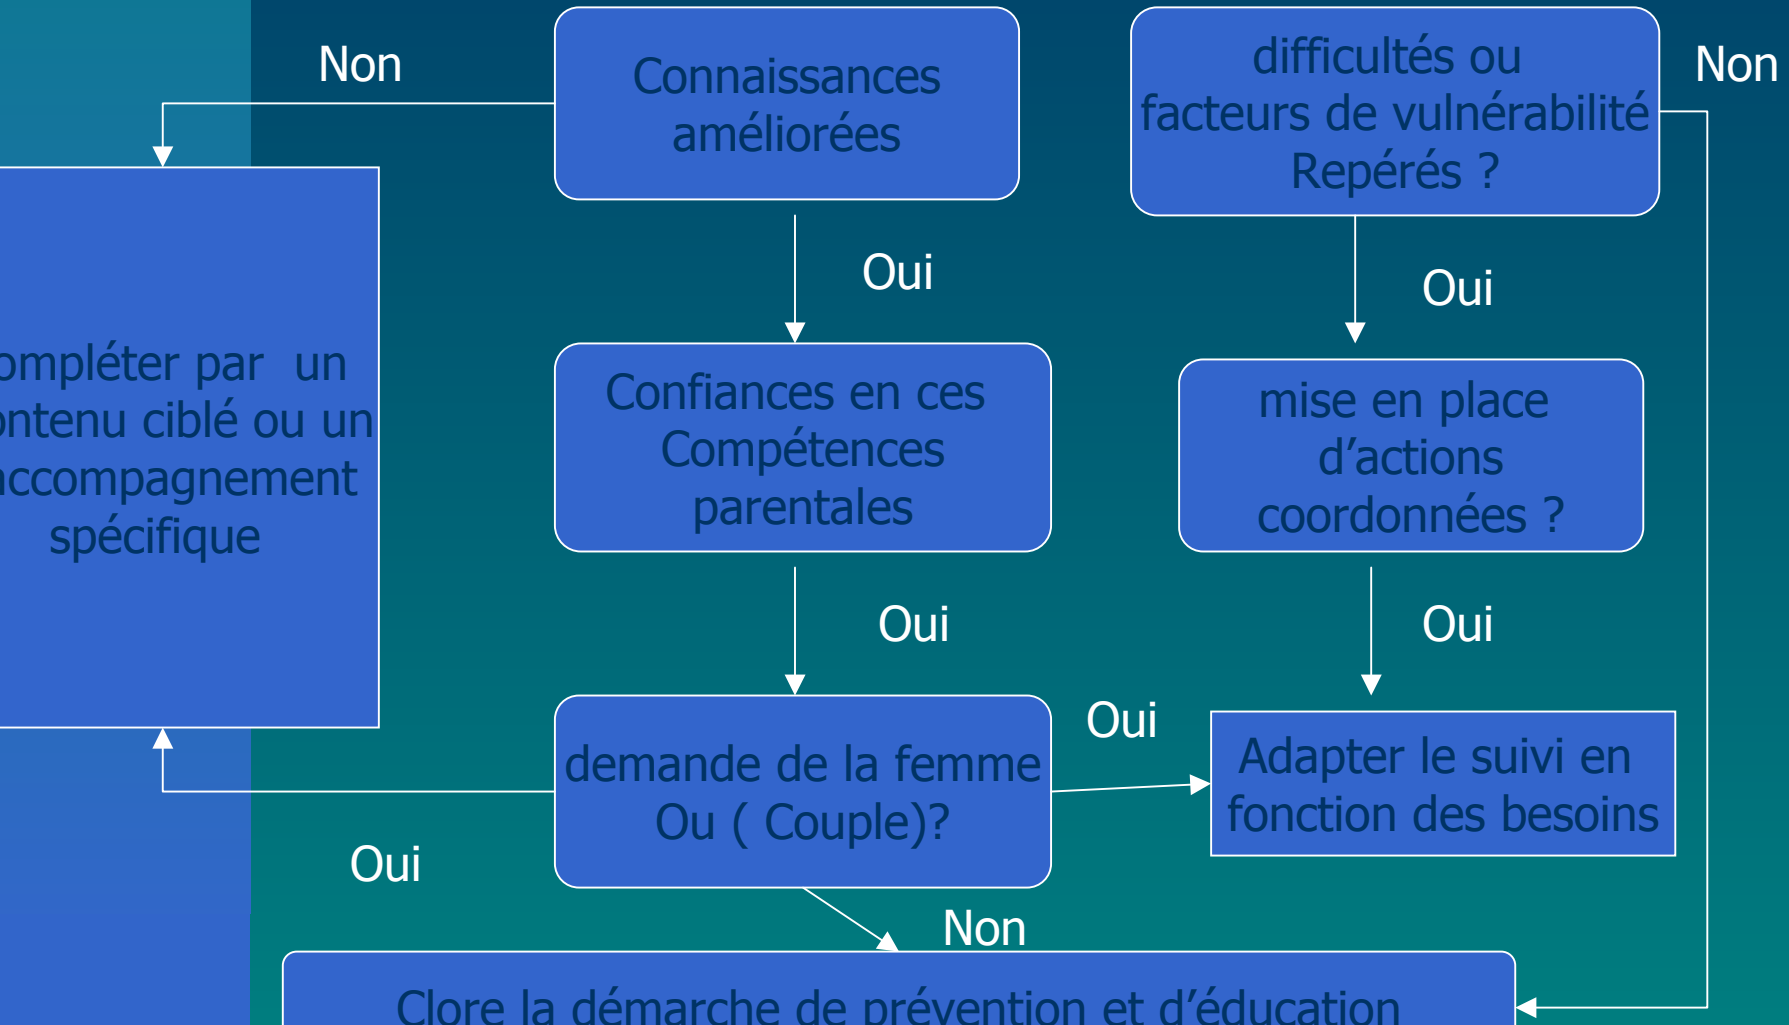 Non
Connaissances
améliorées
difficultés ou
facteurs de vulnérabilité
Repérés ?
Non
Oui
Oui
ompléter par un
ontenu ciblé ou un
accompagnement
spécifique
Confiances en ces
Compétences
parentales
mise en place
d’actions
coordonnées ?
Oui
Oui
demande de la femme
Ou ( Couple)?
Oui
Adapter le suivi en
fonction des besoins
Oui
Non
Clore la démarche de prévention et d’éducation